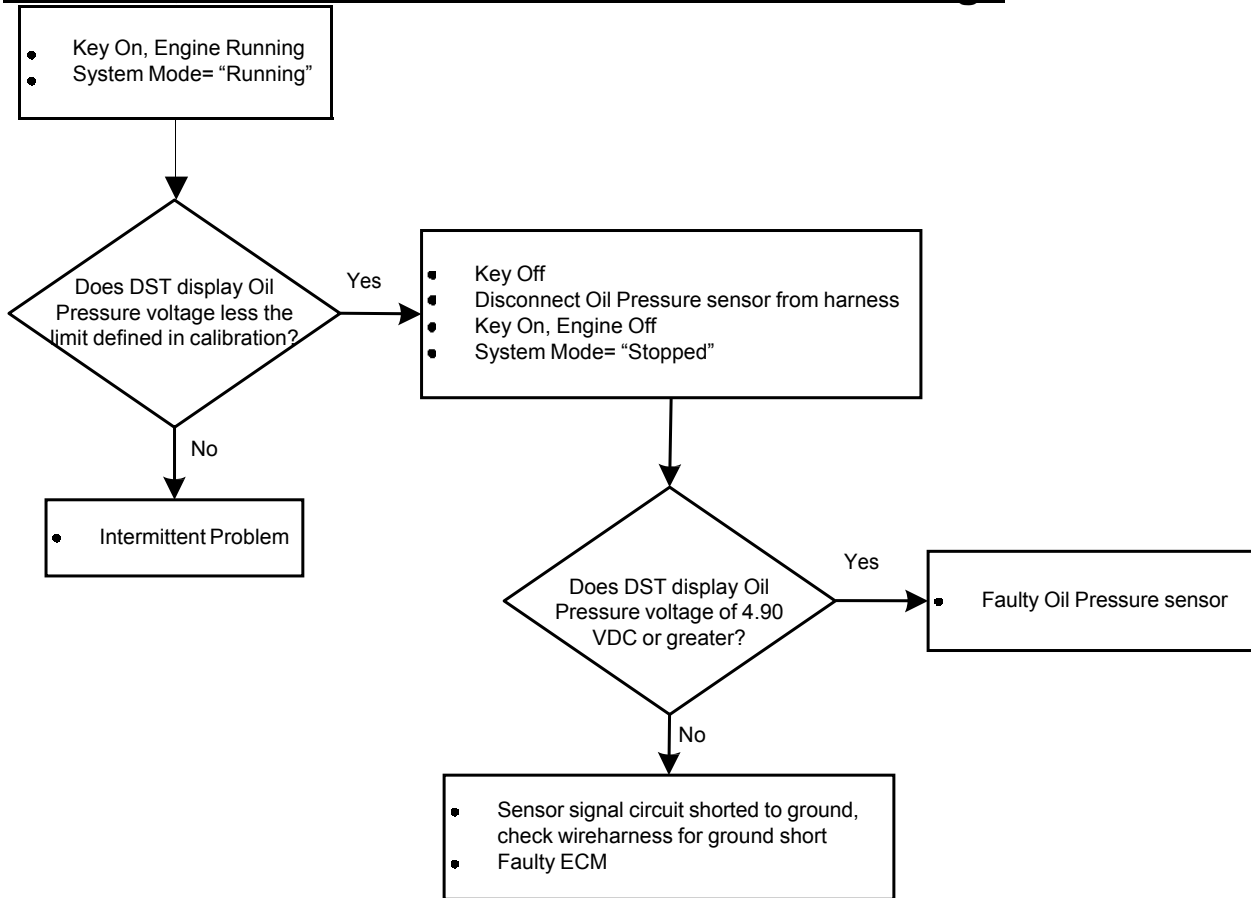 Key On, Engine Running
System Mode= “Running”
Does DST display Oil
Pressure voltage less the
limit defined in calibration?
Yes
Key Off
Disconnect Oil Pressure sensor from harness
Key On, Engine Off
System Mode= “Stopped”
No
Intermittent Problem
Does DST display Oil
Pressure voltage of 4.90
VDC or greater?
Yes
Faulty Oil Pressure sensor
No
Sensor signal circuit shorted to ground,
check wireharness for ground short
Faulty ECM